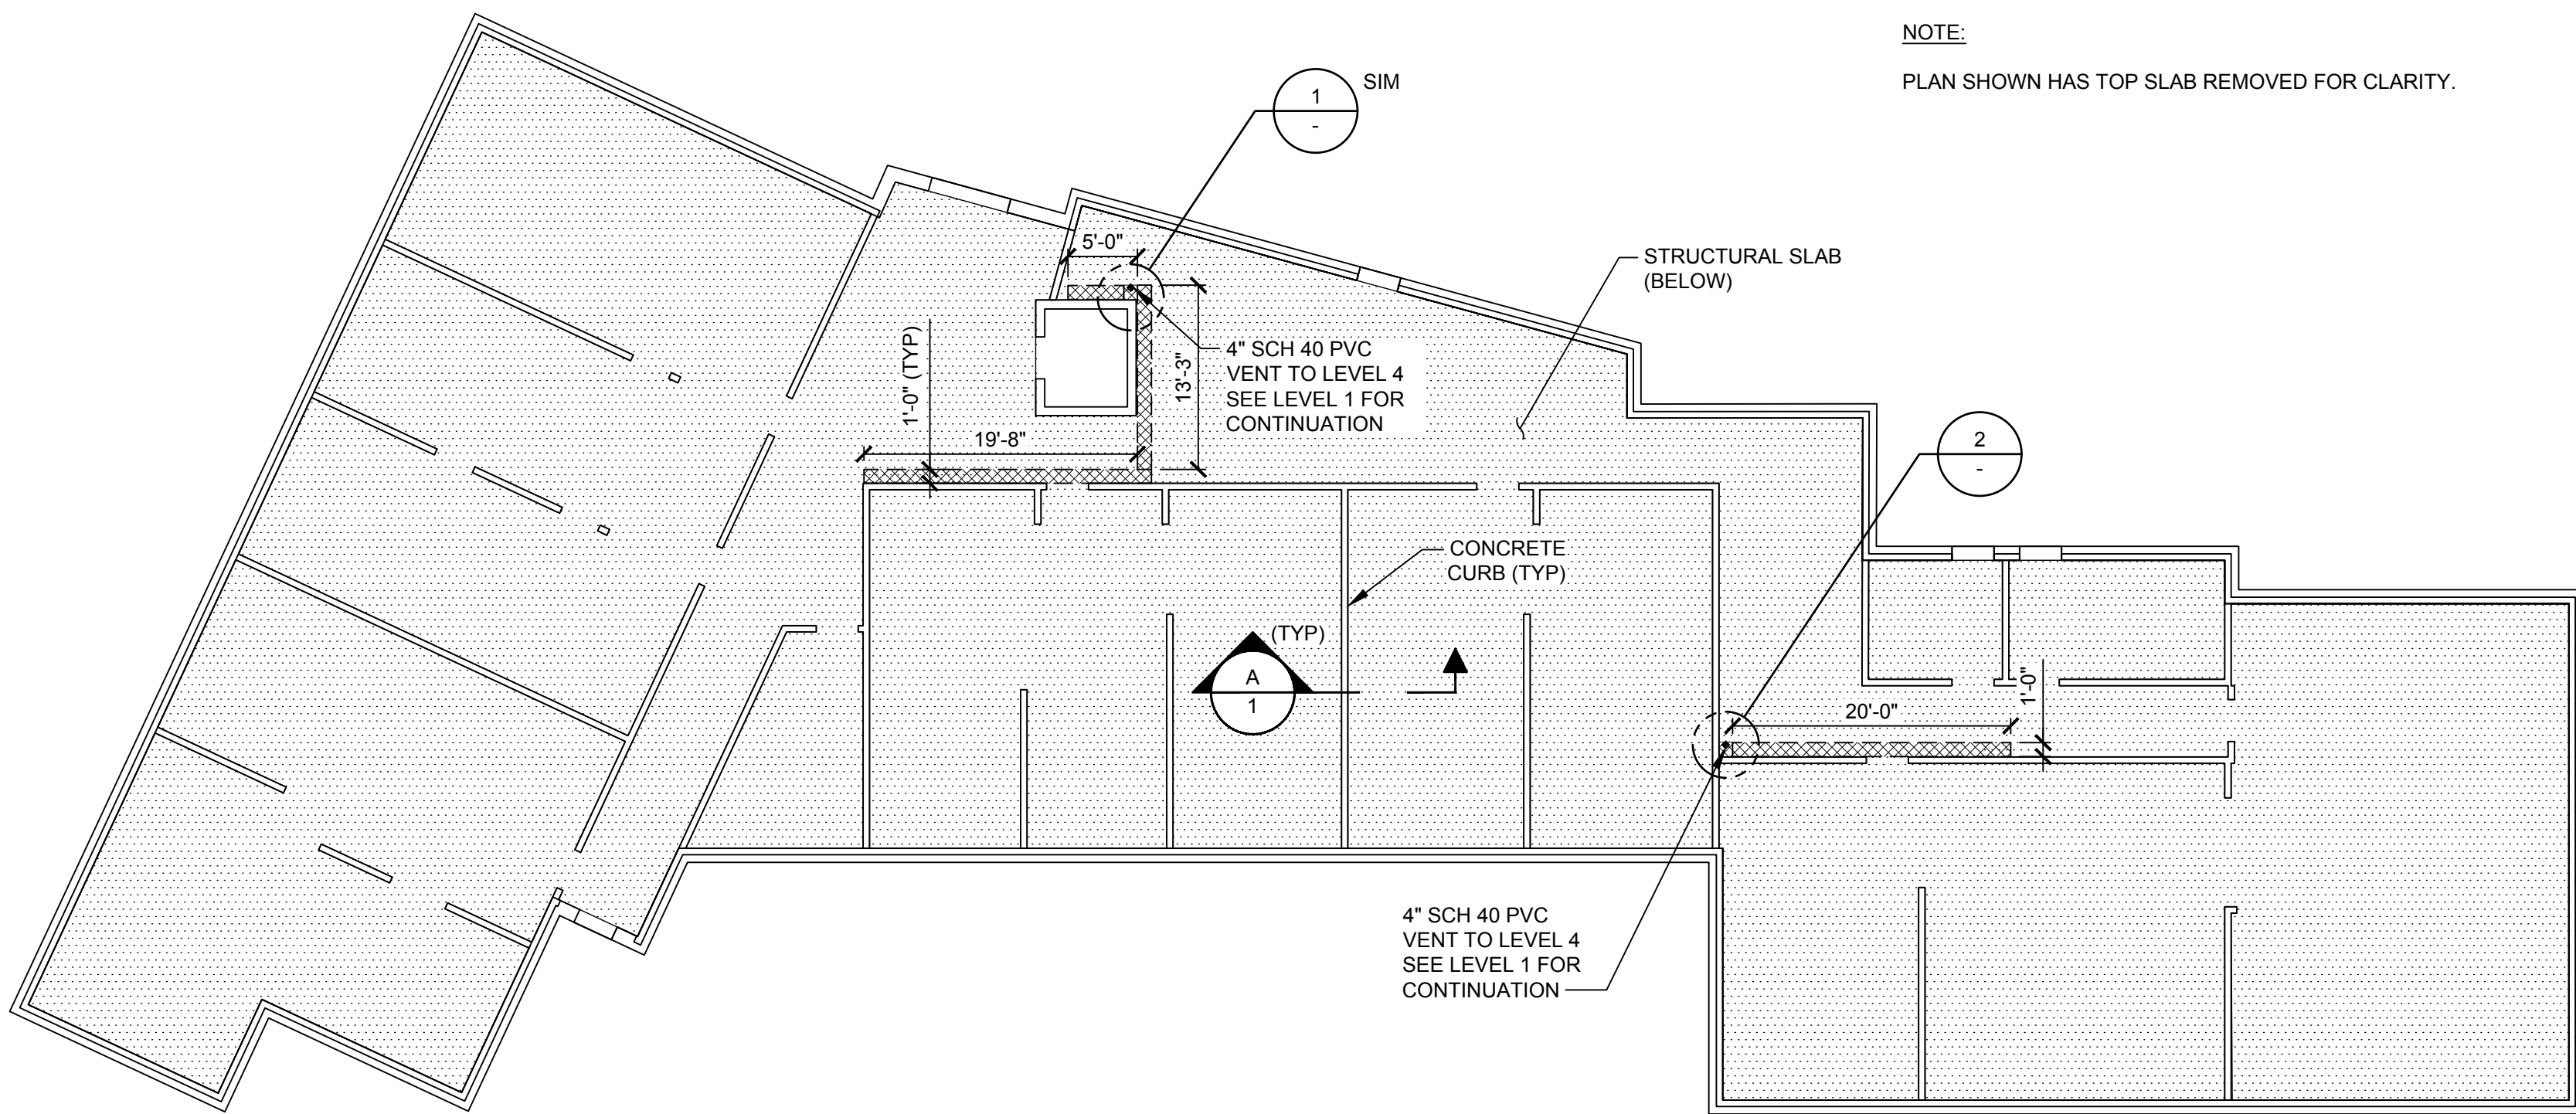 NOTE:
PLAN SHOWN HAS TOP SLAB REMOVED FOR CLARITY.
1
-
SIM
5'-0"
STRUCTURAL SLAB
(BELOW)
1'-0" (TYP)
4" SCH 40 PVC
VENT TO LEVEL 4
SEE LEVEL 1 FOR
CONTINUATION
13'-3"
19'-8"
2
-
CONCRETE
CURB (TYP)
(TYP)
A
1
1'-0"
20'-0"
4" SCH 40 PVC
VENT TO LEVEL 4
SEE LEVEL 1 FOR
CONTINUATION